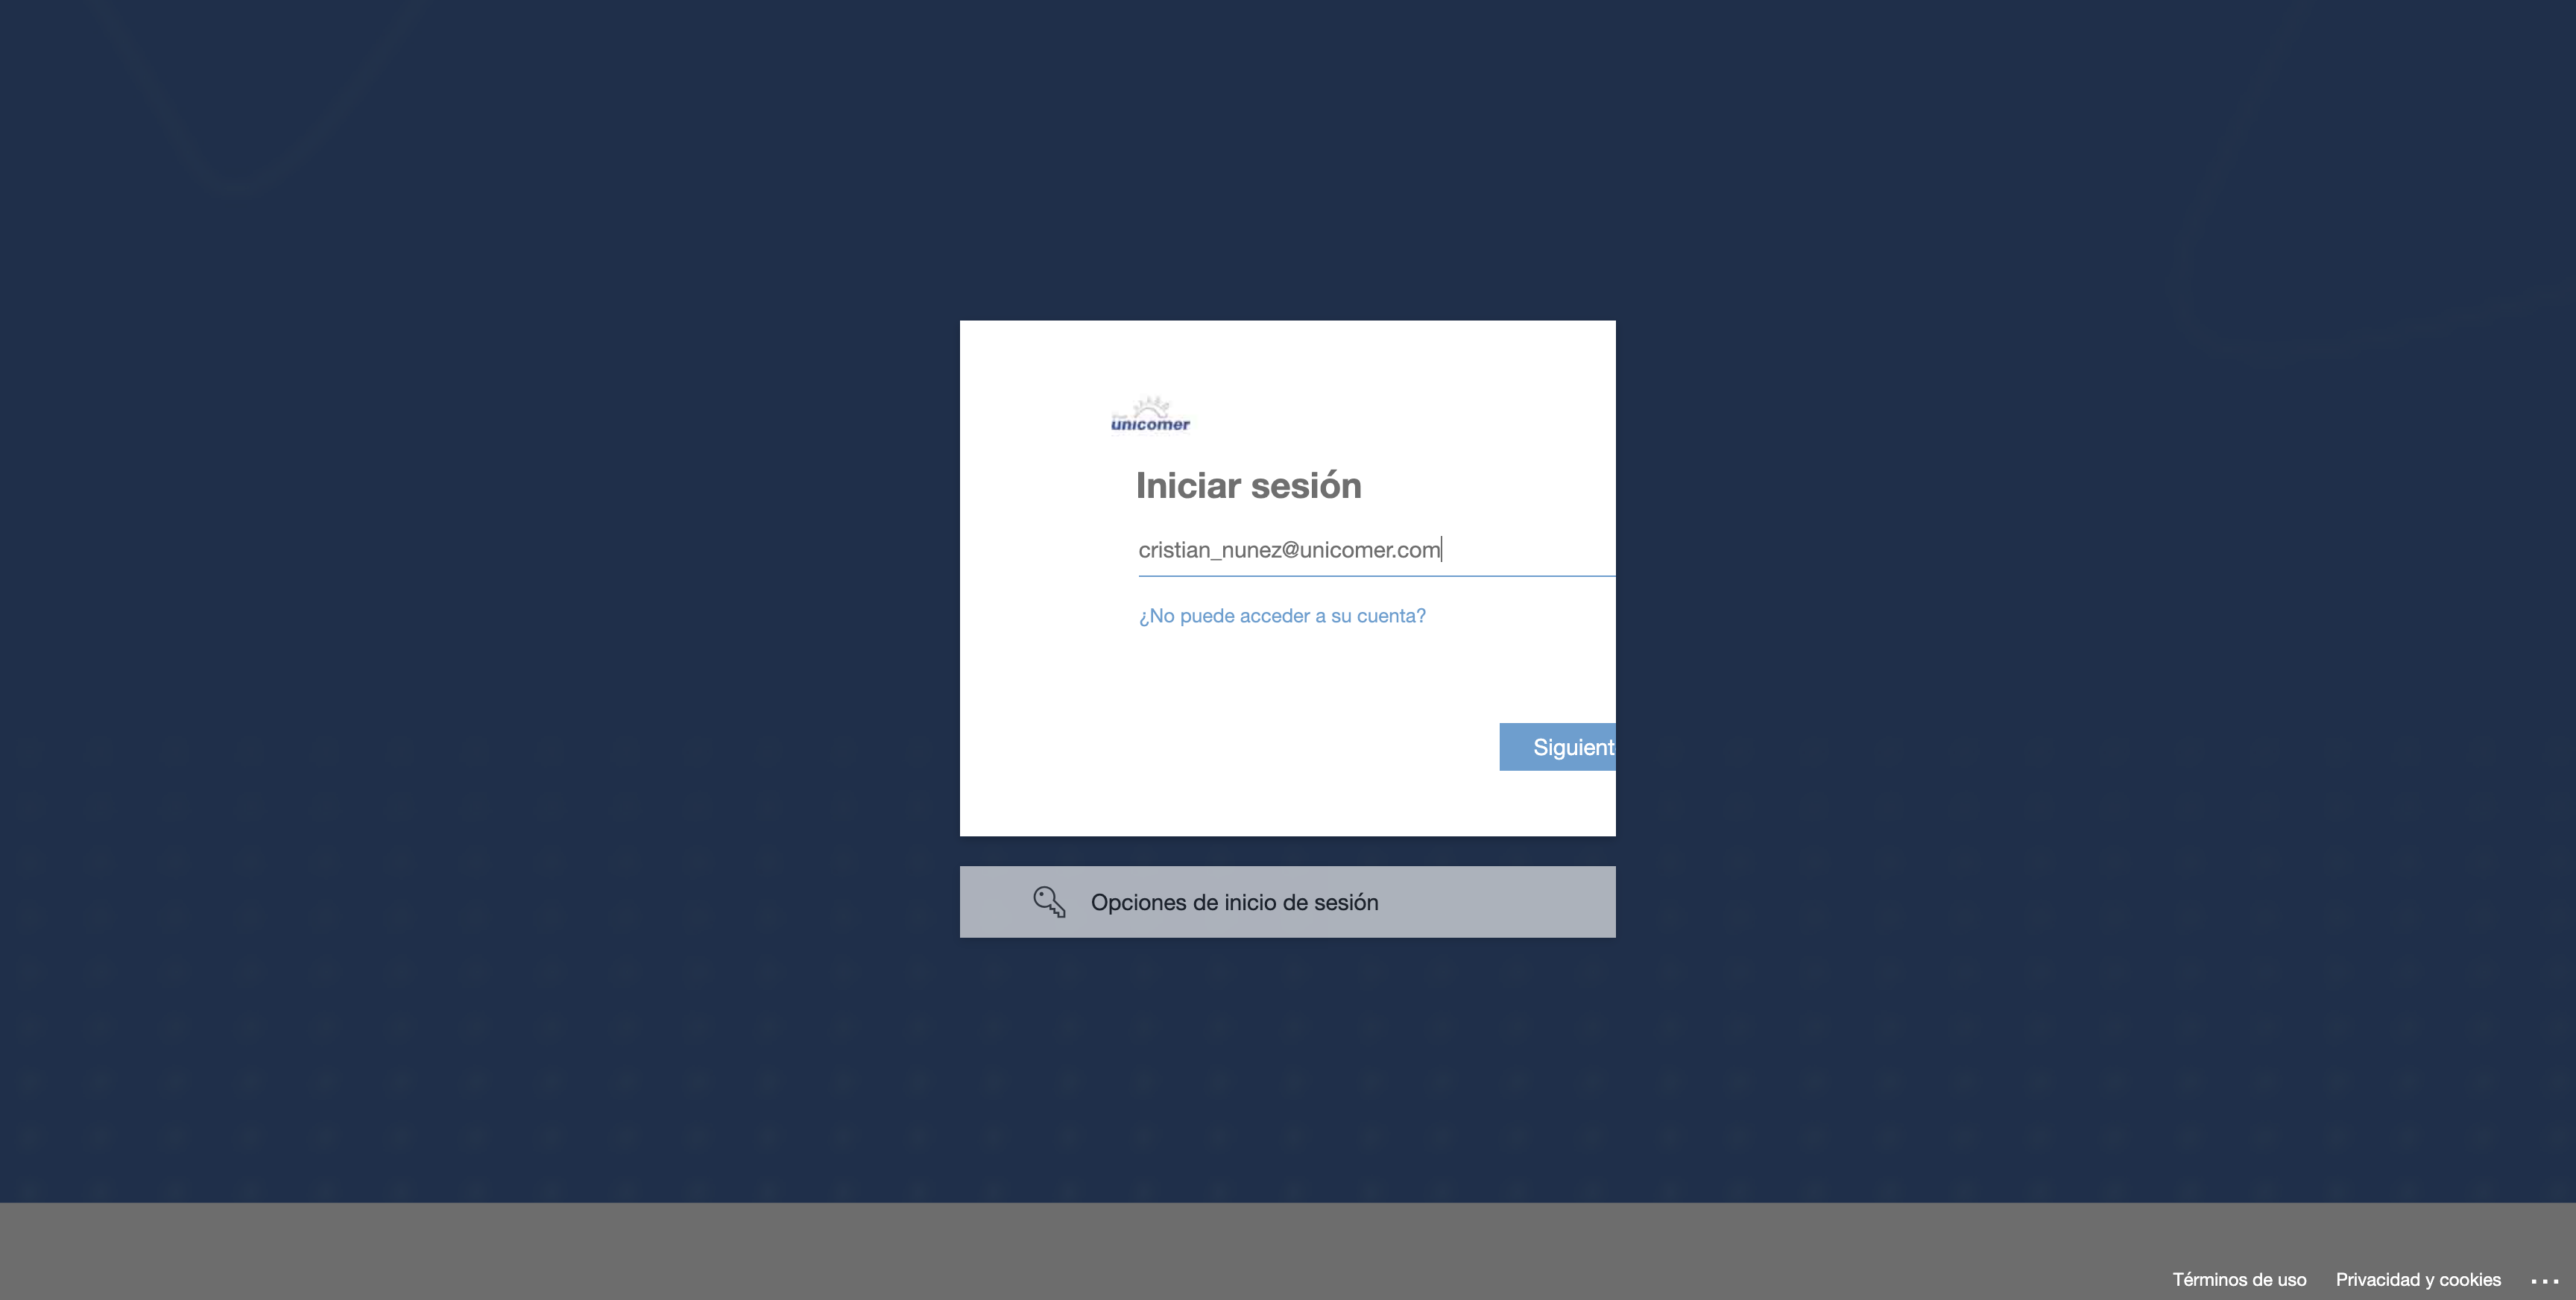 unicomer
Iniciar sesión
cristian_nunez@unicomer.com
¿No puede acceder a su cuenta?
Siguient
Opciones de inicio de sesión
Términos de uso Privacidad y cookies ...